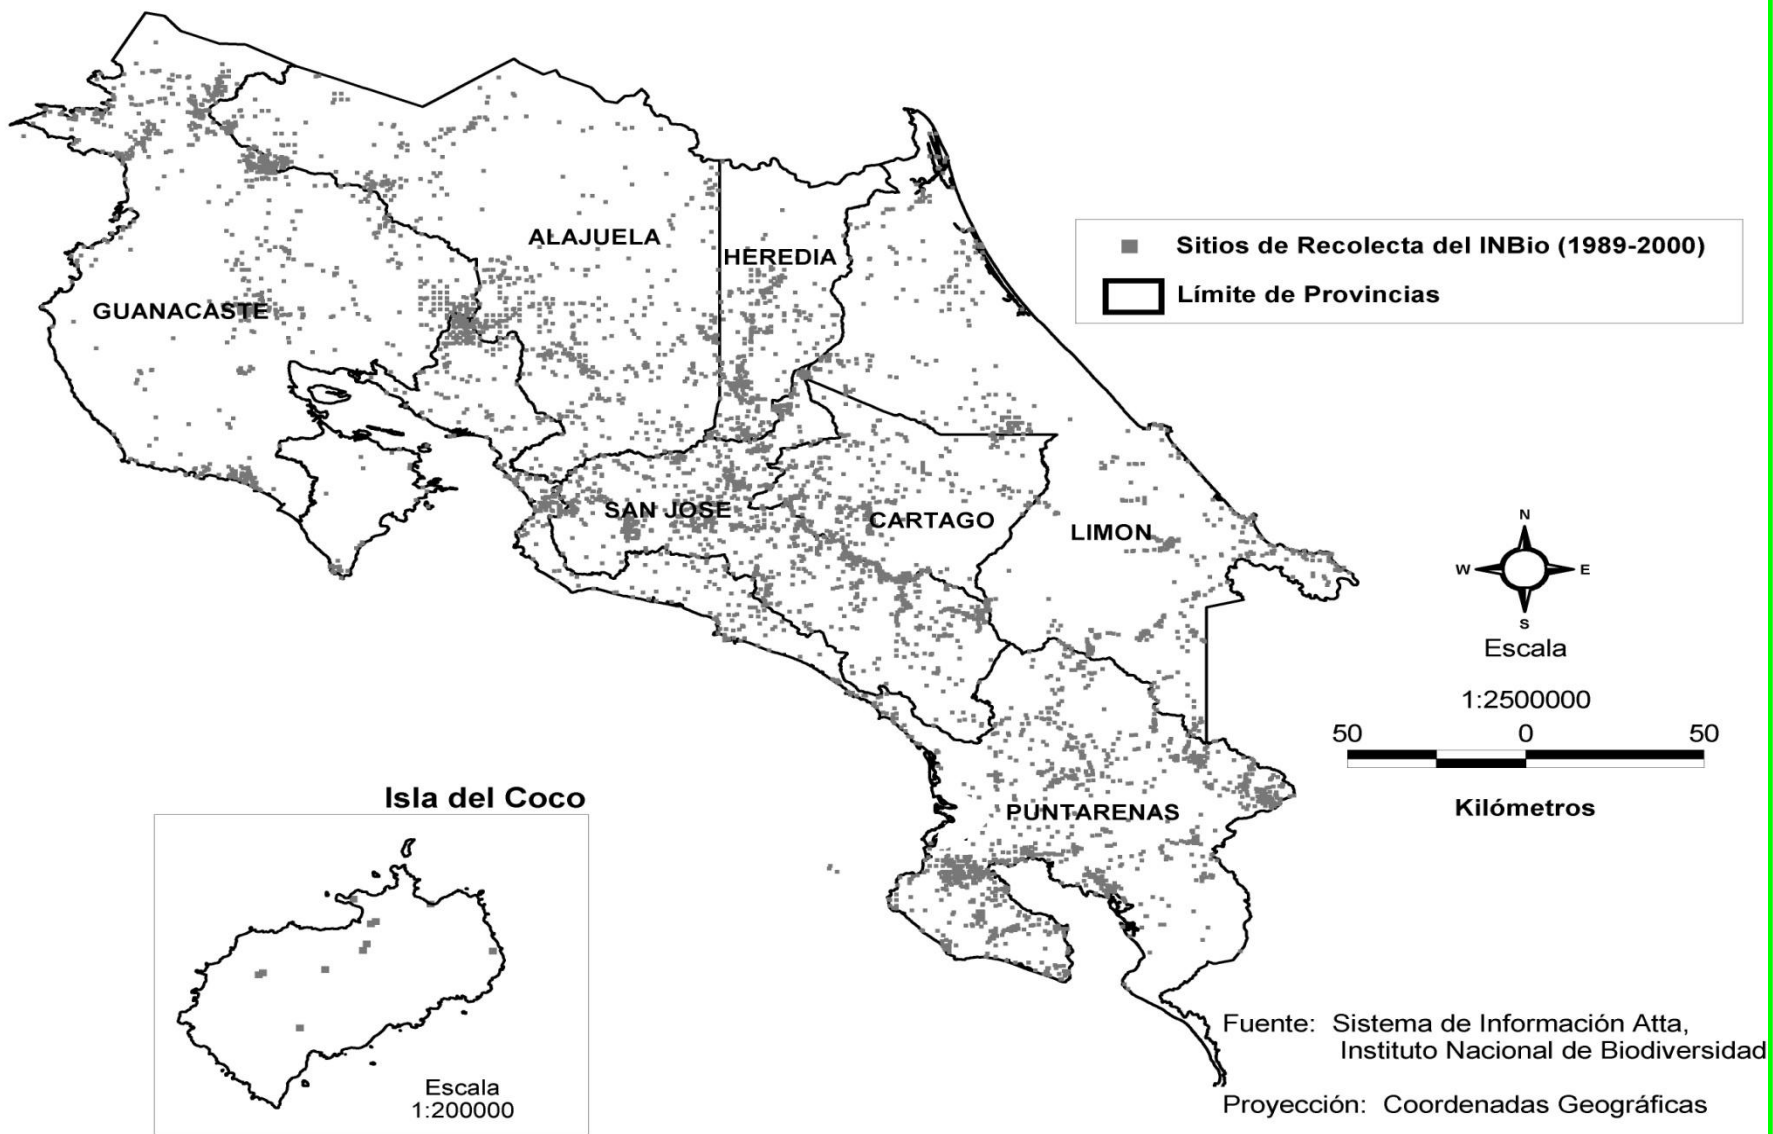 ALAJUELA
HEREDIA
GUANACASTE
SAN JOSE
CARTAGO
LIMON
PUNTARENAS
Sitios de Recolecta del INBio (1989-2000)
Límite de Provincias
N
W E
S
Escala
1:2500000
50 0 50
Kilómetros
Isla del Coco
Escala
1:200000
Fuente: Sistema de Información Atta,
Instituto Nacional de Biodiversidad
Proyección: Coordenadas Geográficas